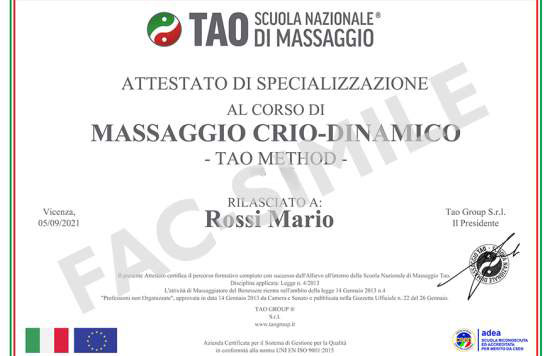 TAO SCUOLA NAZIONALE®
DI MASSAGGIO
ATTESTATO DI SPECIALIZZAZIONE
AL CORSO DI
MASSAGGIO CRIO-DINAMICO
- TAO METHOD -
FAC SIMILE
RILASCIATO A:
Rossi Mario
Vicenza,
05/09/2021
Tao Group S.r.l.
Il Presidente
Il presente Attestato certifica il percorso formativo compiuto con successo dall'Allievo all'interno della Scuola Nazionale di Massaggio Tao.
Disciplina applicata: Legge n. 4/2013
L'attività di Massaggiatore del Benessere rientra nell'ambito della legge 14 Gennaio 2013 n.4
"Professioni non Organizzate", approvata in data 14 Gennaio 2013 da Camera e Senato e pubblicata nella Gazzetta Ufficiale n. 22 del 26 Gennaio.
TAO GROUP ®
S.r.l.
www.taogroup.it
Azienda Certificata per il Sistema di Gestione per la Qualità
in conformità alla norma UNI EN ISO 9001:2015
adea
SCUOLA RICONOSCIUTA
ED ACCREDITATA
PER MERITO DA CSEN